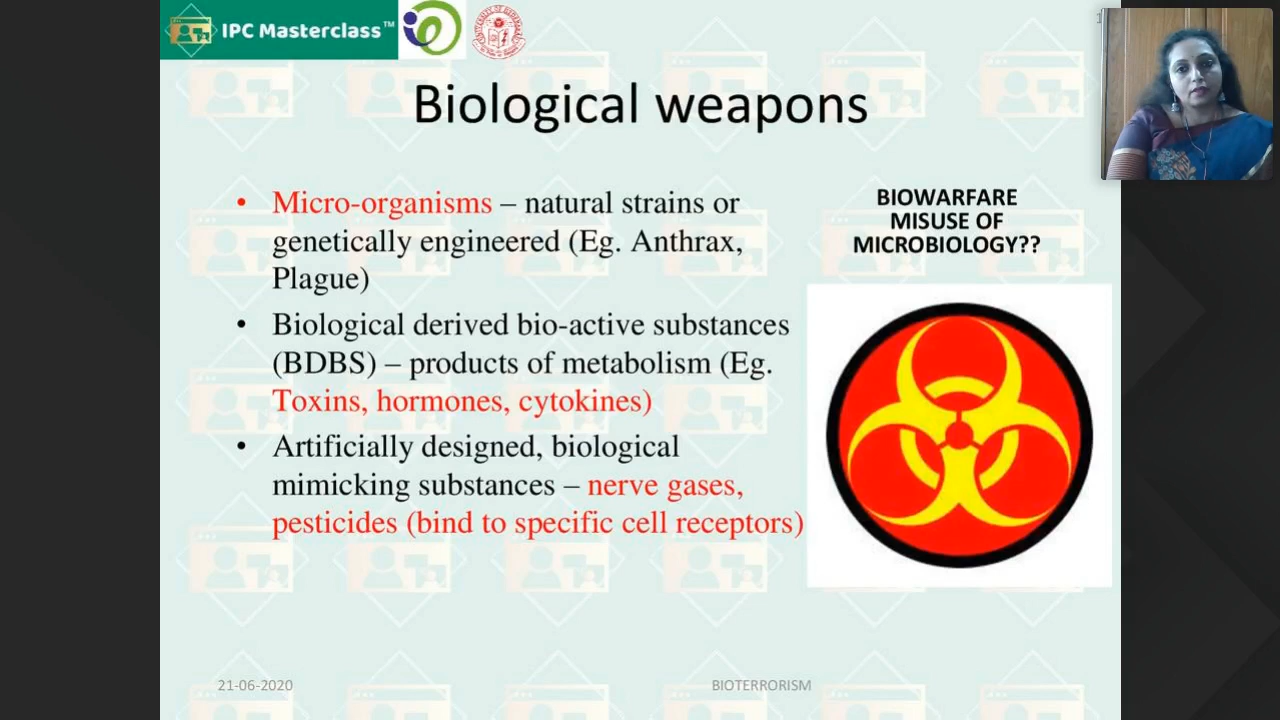 IPC Masterclass™
Biological weapons
• Micro-organisms – natural strains or
genetically engineered (Eg. Anthrax,
Plague)
• Biological derived bio-active substances
(BDBS) – products of metabolism (Eg.
Toxins, hormones, cytokines)
• Artificially designed, biological
mimicking substances – nerve gases,
pesticides (bind to specific cell receptors)
BIOWARFARE
MISUSE OF
MICROBIOLOGY??
21-06-2020
BIOTERRORISM